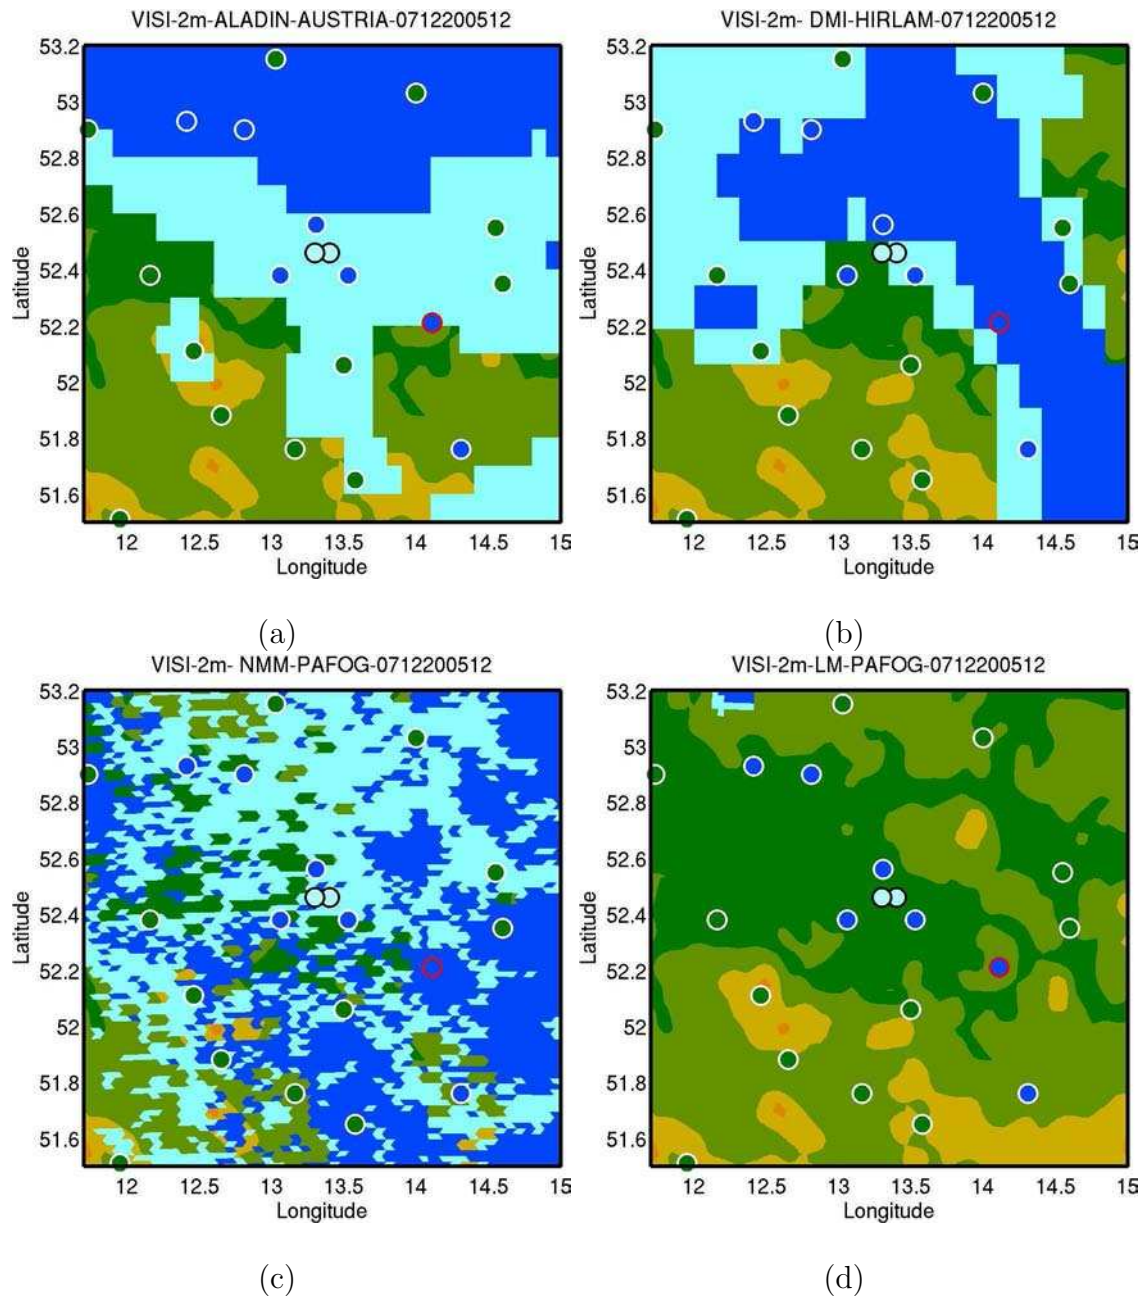 VISI-2m-ALADIN-AUSTRIA-0712200512
53.2
53
52.8
52.6
52.4
52.2
52
51.8
51.6
Latitude
12 12.5 13 13.5 14 14.5 15
Longitude
(a)
VISI-2m- DMI-HIRLAM-0712200512
53.2
53
52.8
52.6
52.4
52.2
52
51.8
51.6
Latitude
12 12.5 13 13.5 14 14.5 15
Longitude
(b)
VISI-2m- NMM-PAFOG-0712200512
53.2
53
52.8
52.6
52.4
52.2
52
51.8
51.6
Latitude
12 12.5 13 13.5 14 14.5 15
Longitude
(c)
VISI-2m-LM-PAFOG-0712200512
53.2
53
52.8
52.6
52.4
52.2
52
51.8
51.6
Latitude
12 12.5 13 13.5 14 14.5 15
Longitude
(d)